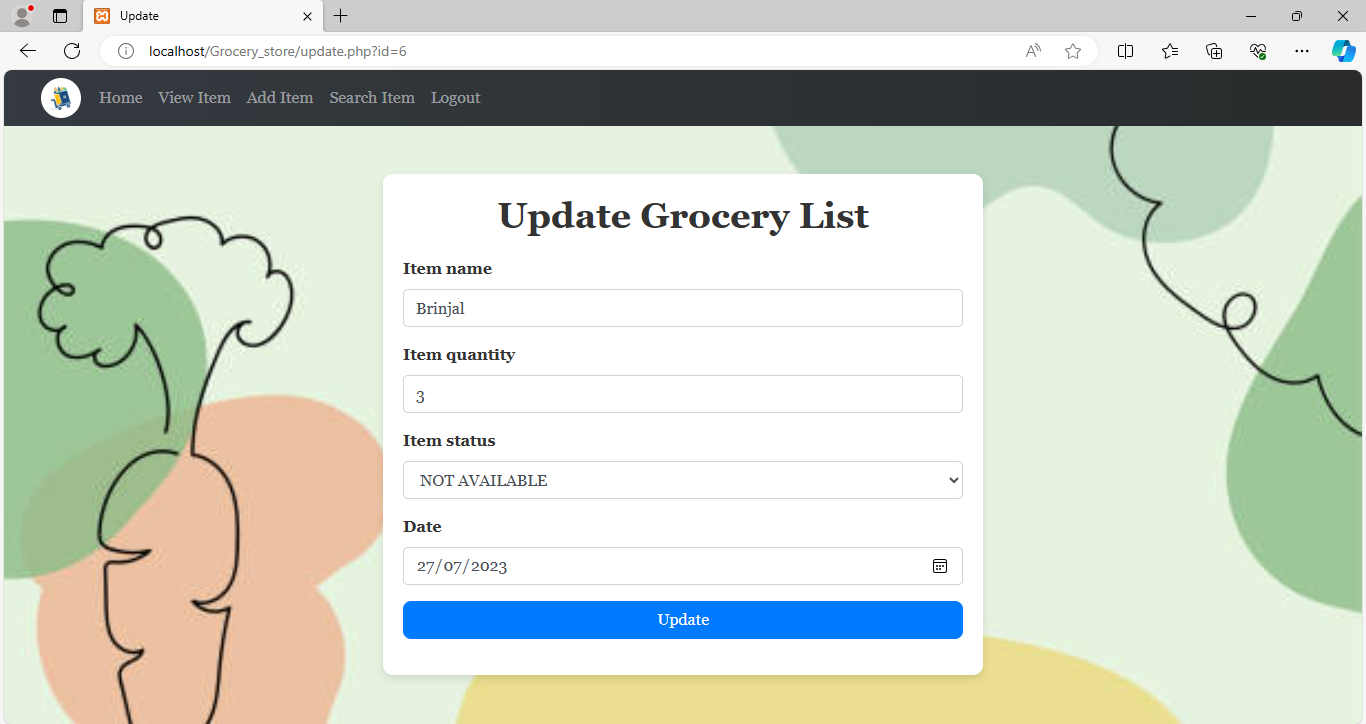 Update
localhost/Grocery_store/update.php?id=6
Home View Item Add Item Search Item Logout
Update Grocery List
Item name
Brinjal
Item quantity
3
Item status
NOT AVAILABLE
Date
27/07/2023
Update